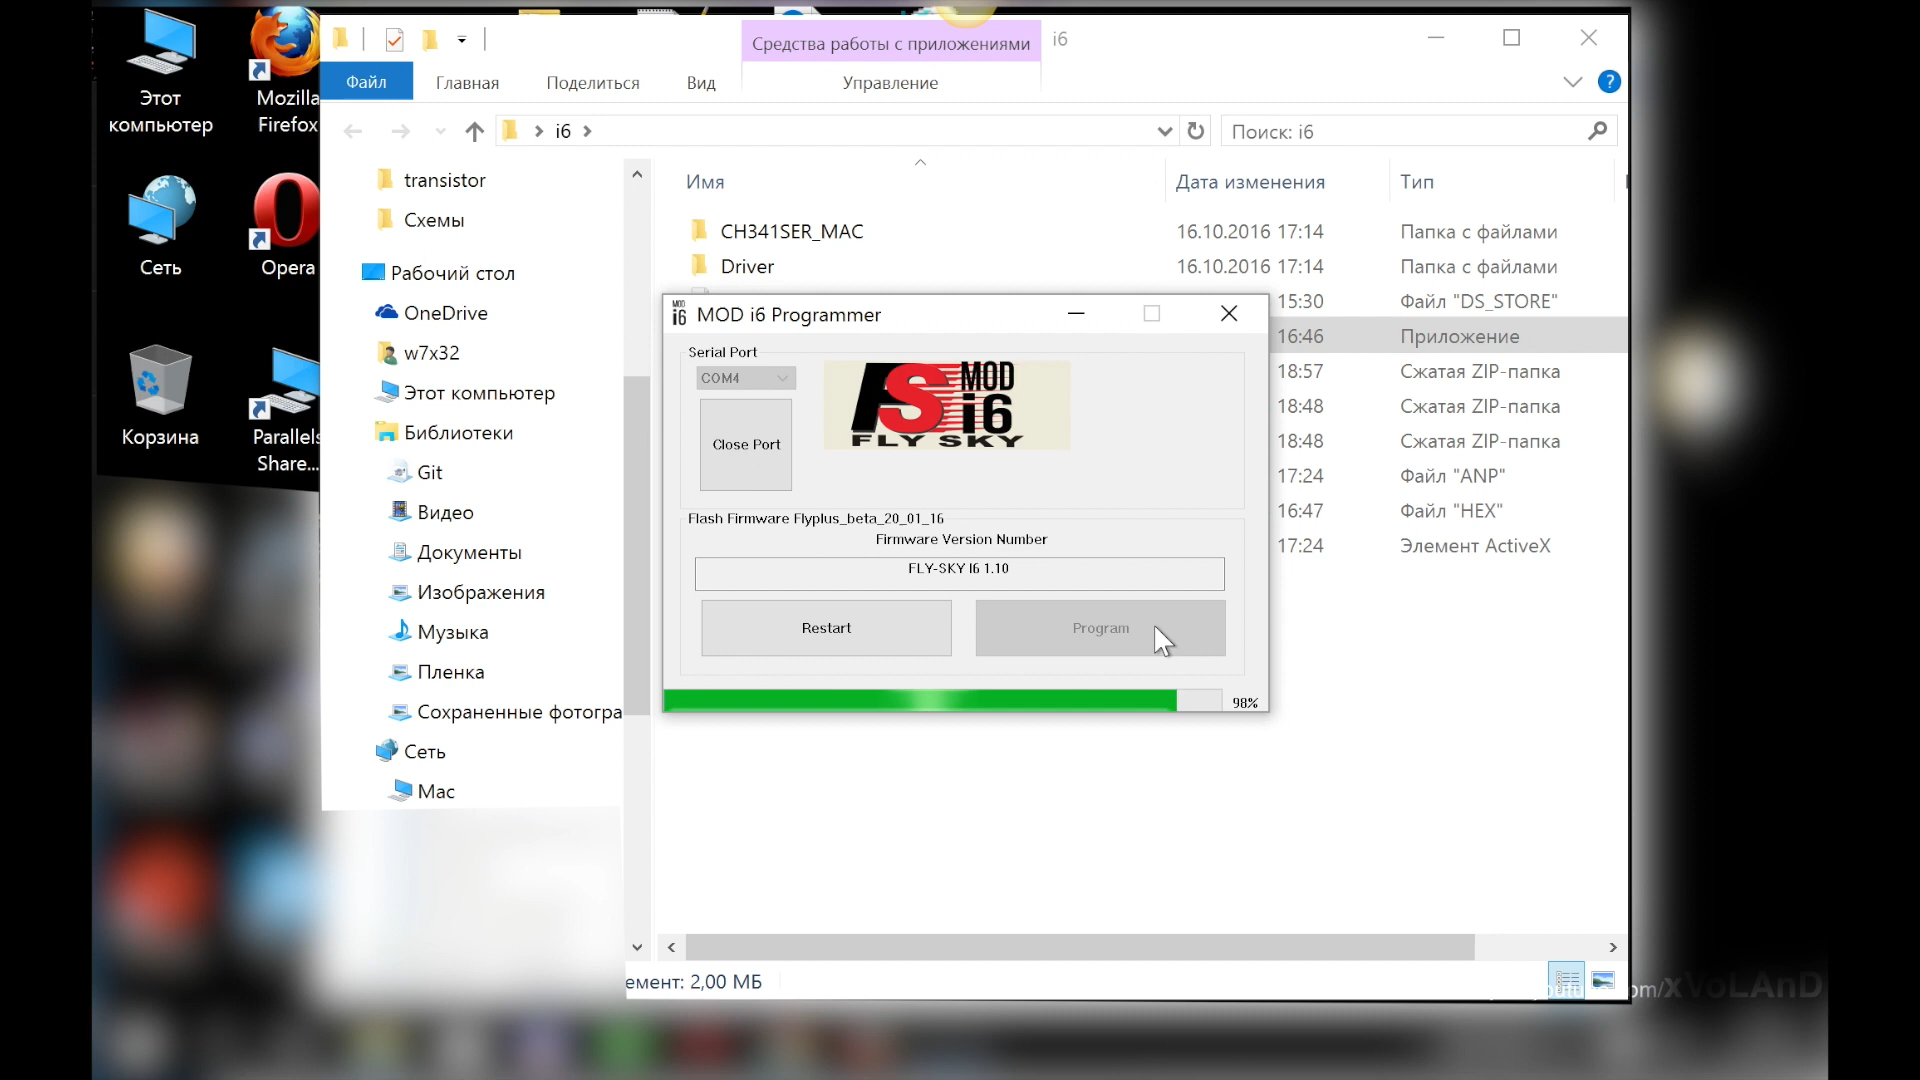 Этот
компьютер
Mozilla
Firefox
Сеть
Opera
Корзина
Parallels
Share...
Средства работы с приложениями
i6
Файл
Главная
Поделиться
Вид
Управление
i6
Поиск: i6
transistor
Схемы
Рабочий стол
OneDrive
w7x32
Этот компьютер
Библиотеки
Git
Видео
Документы
Изображения
Музыка
Пленка
Сохраненные фотогра
Сеть
Mac
Имя
Дата изменения
Тип
CH341SER_MAC
16.10.2016 17:14
Папка с файлами
Driver
16.10.2016 17:14
Папка с файлами
15:30
Файл "DS_STORE"
16:46
Приложение
18:57
Сжатая ZIP-папка
18:48
Сжатая ZIP-папка
18:48
Сжатая ZIP-папка
17:24
Файл "ANP"
16:47
Файл "HEX"
17:24
Элемент ActiveX
MOD
i6
MOD i6 Programmer
Serial Port
COM4
Close Port
FS MOD
i6
FLY SKY
Flash Firmware Flyplus_beta_20_01_16
Firmware Version Number
FLY-SKY I6 1.10
Restart
Program
98%
емент: 2,00 МБ
om/xVoLAnD